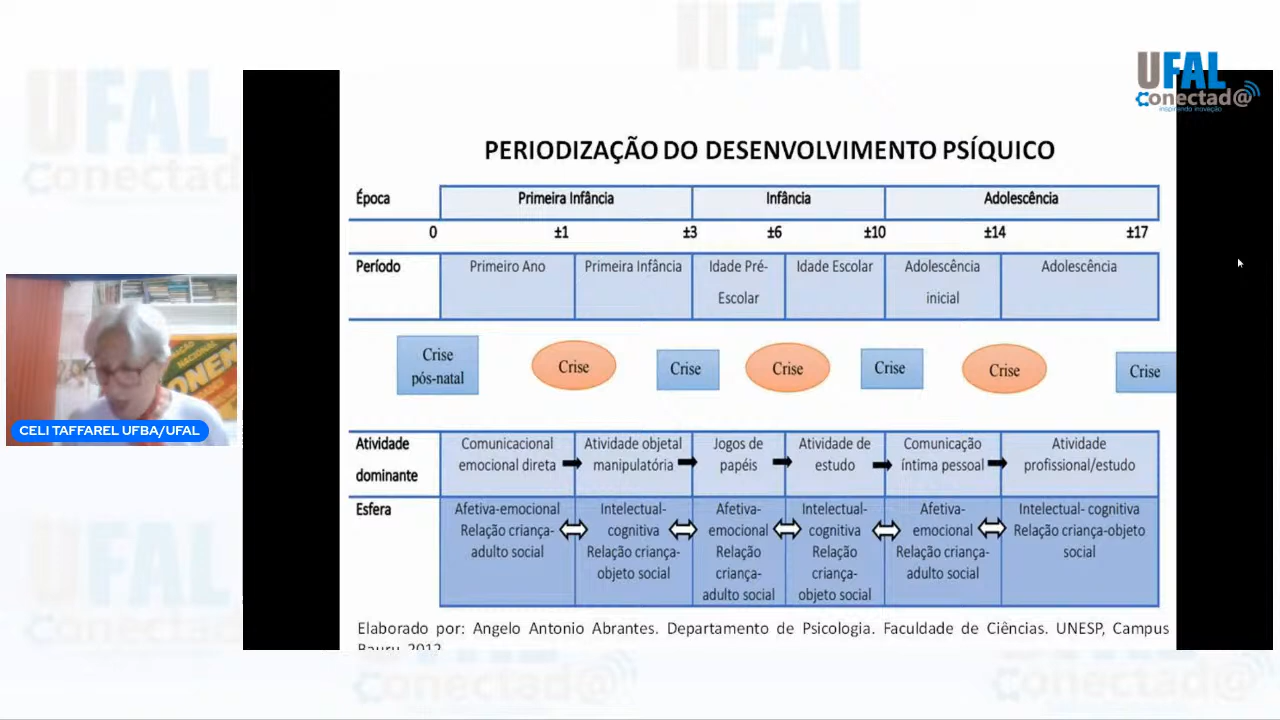 UFAL
conectad@
inspirando inovação
PERIODIZAÇÃO DO DESENVOLVIMENTO PSÍQUICO
Época
Primeira Infância
Infância
Adolescência
0
±1
±3
±6
±10
±14
±17
Período
Primeiro Ano
Primeira Infância
Idade Pré-
Escolar
Idade Escolar
Adolescência
inicial
Adolescência
Crise
pós-natal
Crise
Crise
Crise
Crise
Crise
Crise
Atividade
dominante
Comunicacional
emocional direta
Atividade objetal
manipulatória
Jogos de
papéis
Atividade de
estudo
Comunicação
íntima pessoal
Atividade
profissional/estudo
Esfera
Afetiva-emocional
Relação criança-
adulto social
Intelectual-
cognitiva
Relação criança-
objeto social
Afetiva-
emocional
Relação
criança-
adulto social
Intelectual-
cognitiva
Relação
criança-
objeto social
Afetiva-
emocional
Relação criança-
adulto social
Intelectual- cognitiva
Relação criança-objeto
social
Elaborado por: Angelo Antonio Abrantes. Departamento de Psicologia. Faculdade de Ciências. UNESP, Campus
Bauru, 2012
CELI TAFFAREL UFBA/UFAL